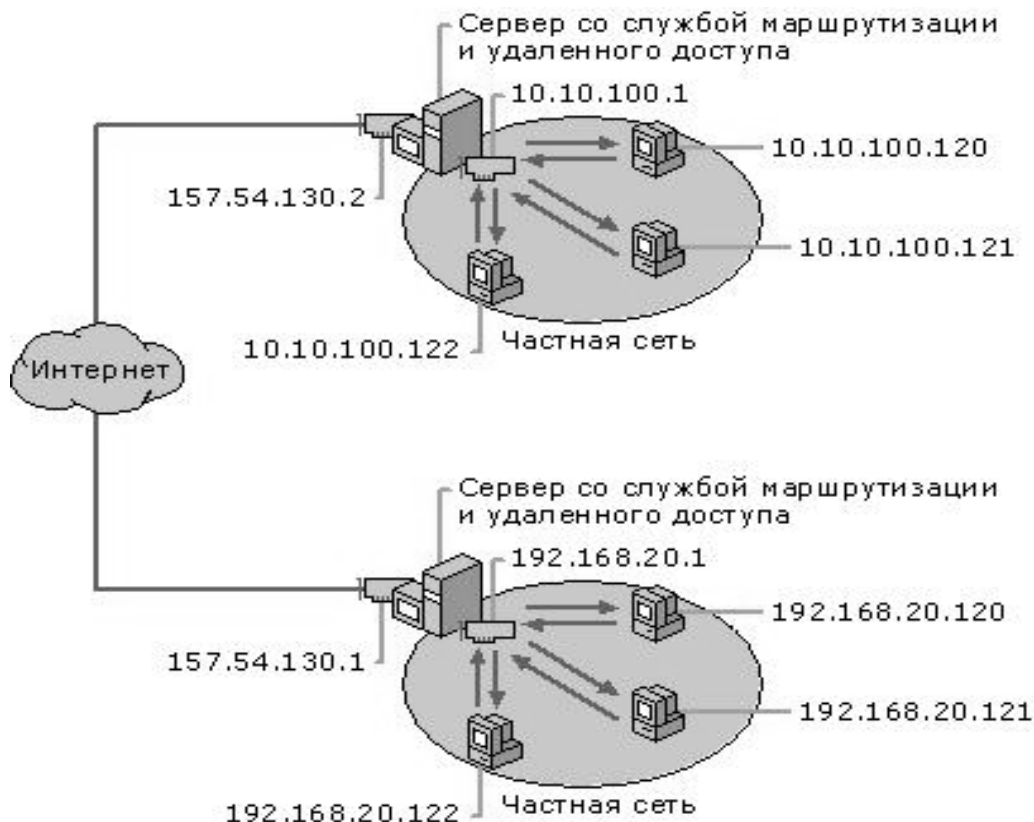 Сервер со службой маршрутизации
и удаленного доступа
10.10.100.1
10.10.100.120
157.54.130.2
10.10.100.121
10.10.100.122
Частная сеть
Интернет
Сервер со службой маршрутизации
и удаленного доступа
192.168.20.1
192.168.20.120
157.54.130.1
192.168.20.121
192.168.20.122
Частная сеть